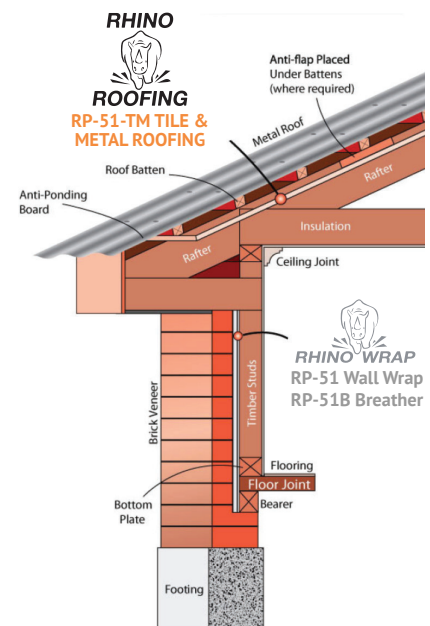 RHINO
ROOFING
RP-51-TM TILE &
METAL ROOFING
Anti-flap Placed
Under Battens
(where required)
Metal Roof
Roof Batten
Rafter
Anti-Ponding
Board
Insulation
Rafter
Ceiling Joint
RHINO WRAP
RP-51 Wall Wrap
RP-51B Breather
Timber Studs
Brick Veneer
Flooring
Floor Joint
Bottom
Plate
Bearer
Footing